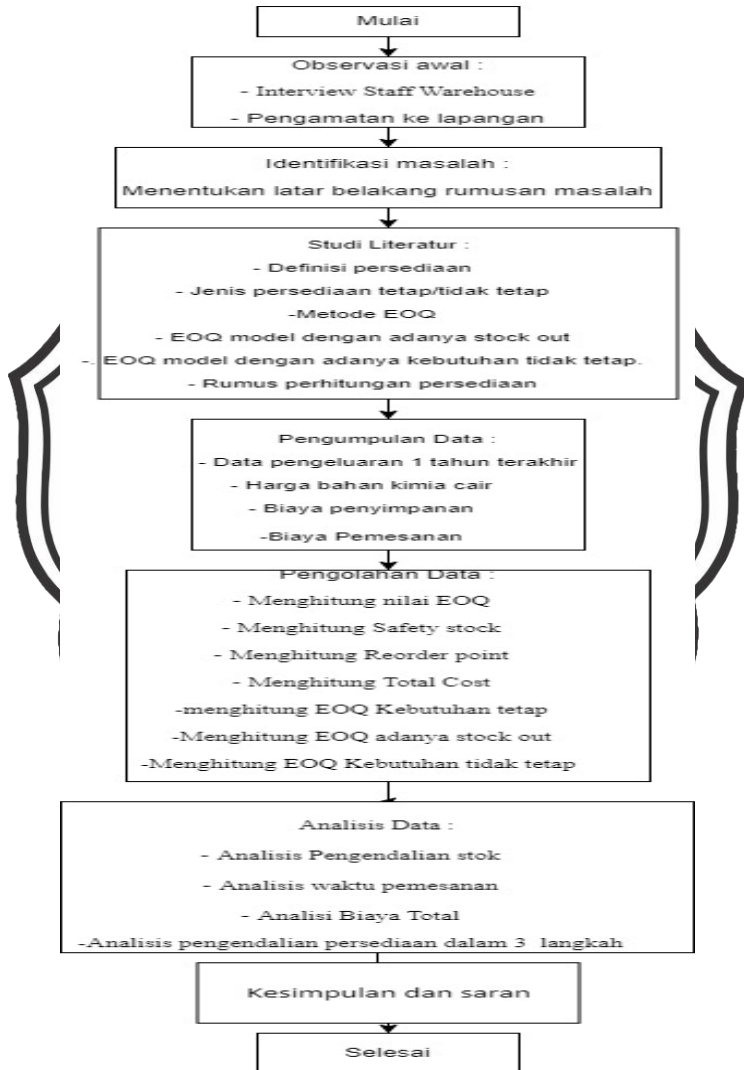 Mulai
Observasi awal :
- Interview Staff Warehouse
- Pengamatan ke lapangan
Identifikasi masalah :
Menentukan latar belakang rumusan masalah
Studi Literatur :
- Definisi persediaan
- Jenis persediaan tetap/tidak tetap
-Metode EOQ
- EOQ model dengan adanya stock out
-. EOQ model dengan adanya kebutuhan tidak tetap.
- Rumus perhitungan persediaan
Pengumpulan Data :
- Data pengeluaran 1 tahun terakhir
- Harga bahan kimia cair
- Biaya penyimpanan
-Biaya Pemesanan
Pengolahan Data :
- Menghitung nilai EOQ
- Menghitung Safety stock
- Menghitung Reorder point
- Menghitung Total Cost
-menghitung EOQ Kebutuhan tetap
-Menghitung EOQ adanya stock out
-Menghitung EOQ Kebutuhan tidak tetap
Analisis Data :
- Analisis Pengendalian stok
- Analisis waktu pemesanan
- Analisi Biaya Total
-Analisis pengendalian persediaan dalam 3 langkah
Kesimpulan dan saran
Selesai